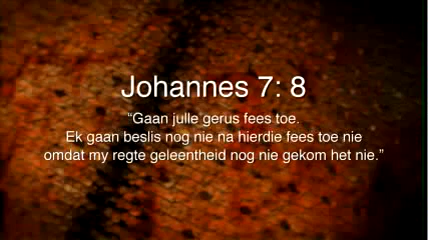 Johannes 7: 8
“Gaan julle gerus fees toe.
Ek gaan beslis nog nie na hierdie fees toe nie
omdat my regte geleentheid nog nie gekom het nie.”